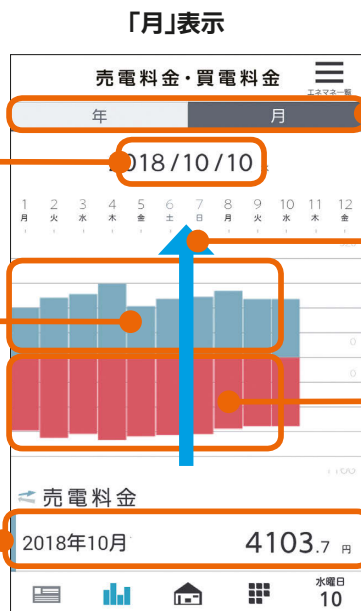 「月」表示
売電料金・買電料金
エネマネ一覧
年 月
2018/10/10
1 2 3 4 5 6 7 8 9 10 11 12
月 火 水 木 金 土 日 月 火 水 木 金
0
0
1100
売電料金
2018年10月 4103.7 円
水曜日
10